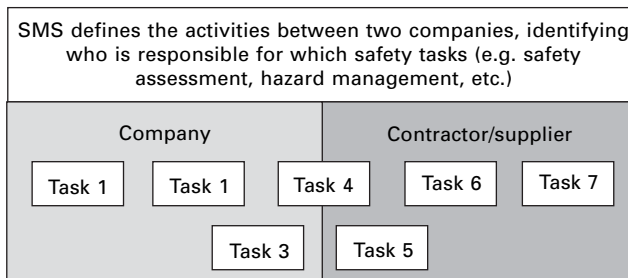 SMS defines the activities between two companies, identifying
who is responsible for which safety tasks (e.g. safety
assessment, hazard management, etc.)
Company
Contractor/supplier
Task 1
Task 1
Task 4
Task 6
Task 7
Task 3
Task 5